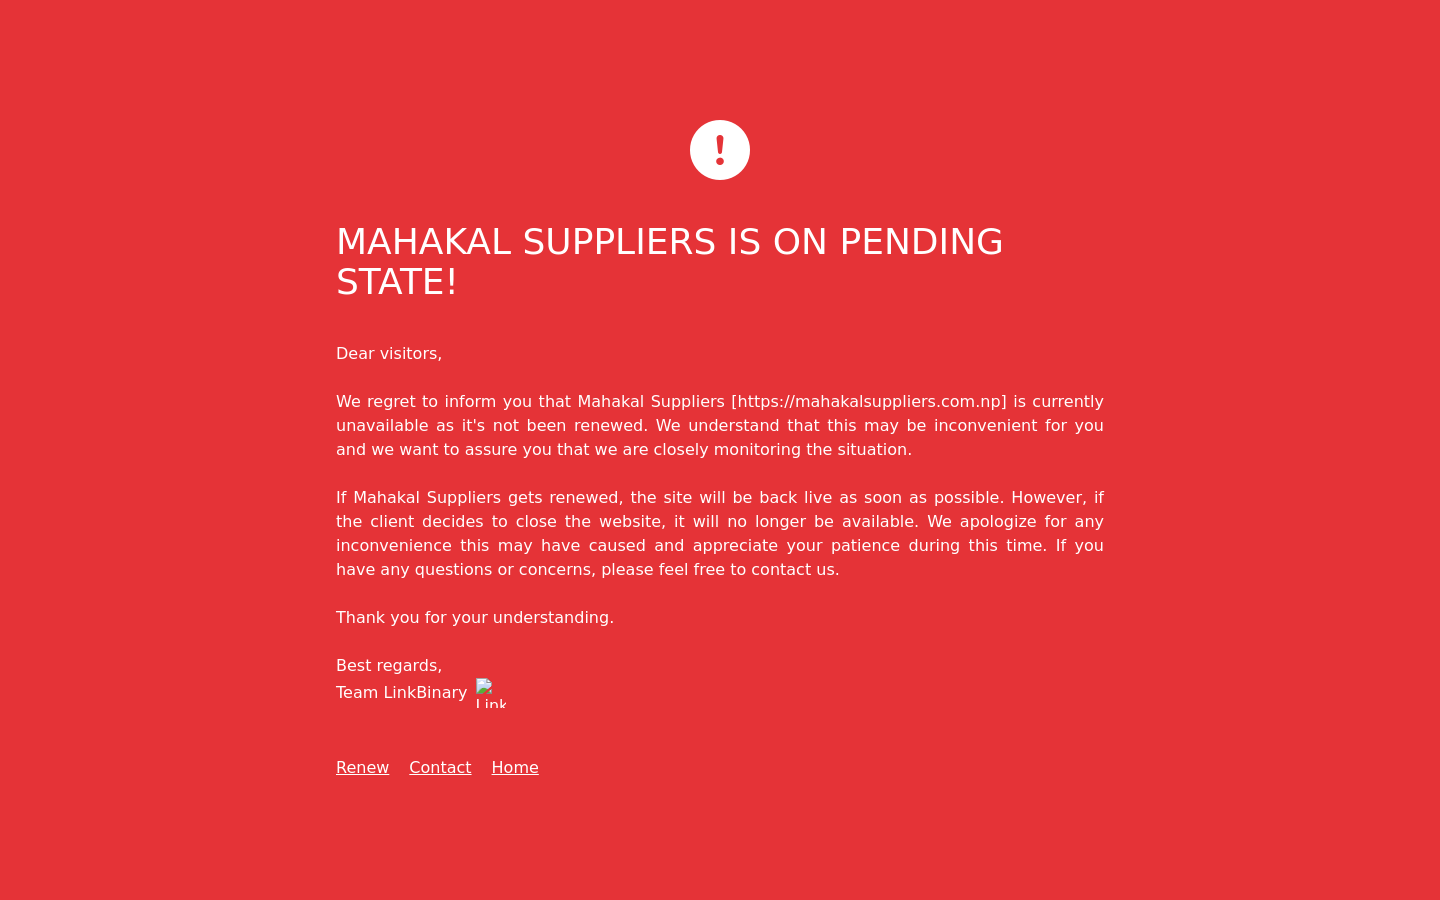 MAHAKAL SUPPLIERS IS ON PENDING
STATE!
Dear visitors,
We regret to inform you that Mahakal Suppliers [https://mahakalsuppliers.com.np] is currently
unavailable as it's not been renewed. We understand that this may be inconvenient for you
and we want to assure you that we are closely monitoring the situation.
If Mahakal Suppliers gets renewed, the site will be back live as soon as possible. However, if
the client decides to close the website, it will no longer be available. We apologize for any
inconvenience this may have caused and appreciate your patience during this time. If you
have any questions or concerns, please feel free to contact us.
Thank you for your understanding.
Best regards,
Team LinkBinary Link
Renew Contact Home